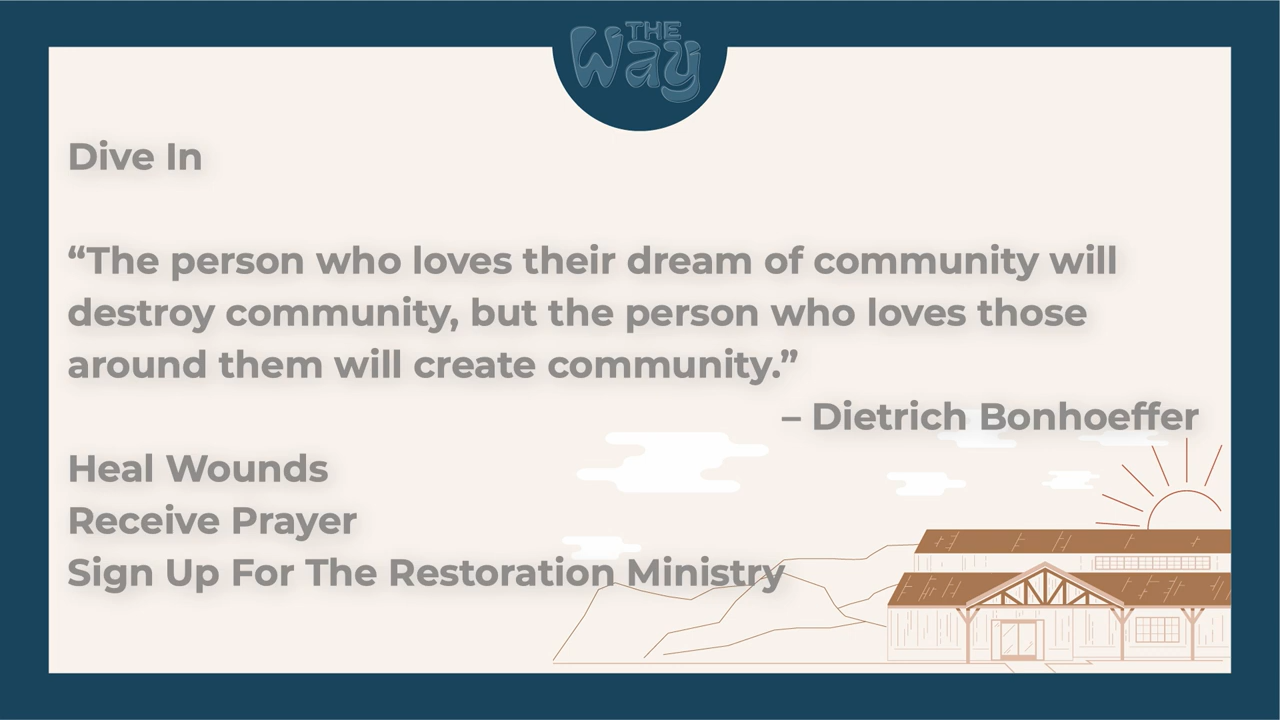 THE
Way
Dive In
“The person who loves their dream of community will
destroy community, but the person who loves those
around them will create community.”
– Dietrich Bonhoeffer
Heal Wounds
Receive Prayer
Sign Up For The Restoration Ministry